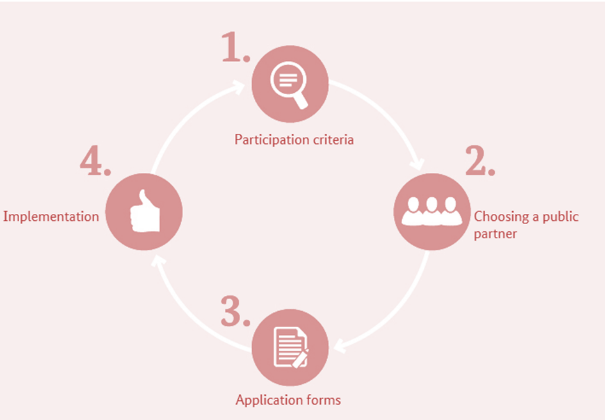 1.
Participation criteria
2.
Choosing a public
partner
3.
Application forms
4.
Implementation